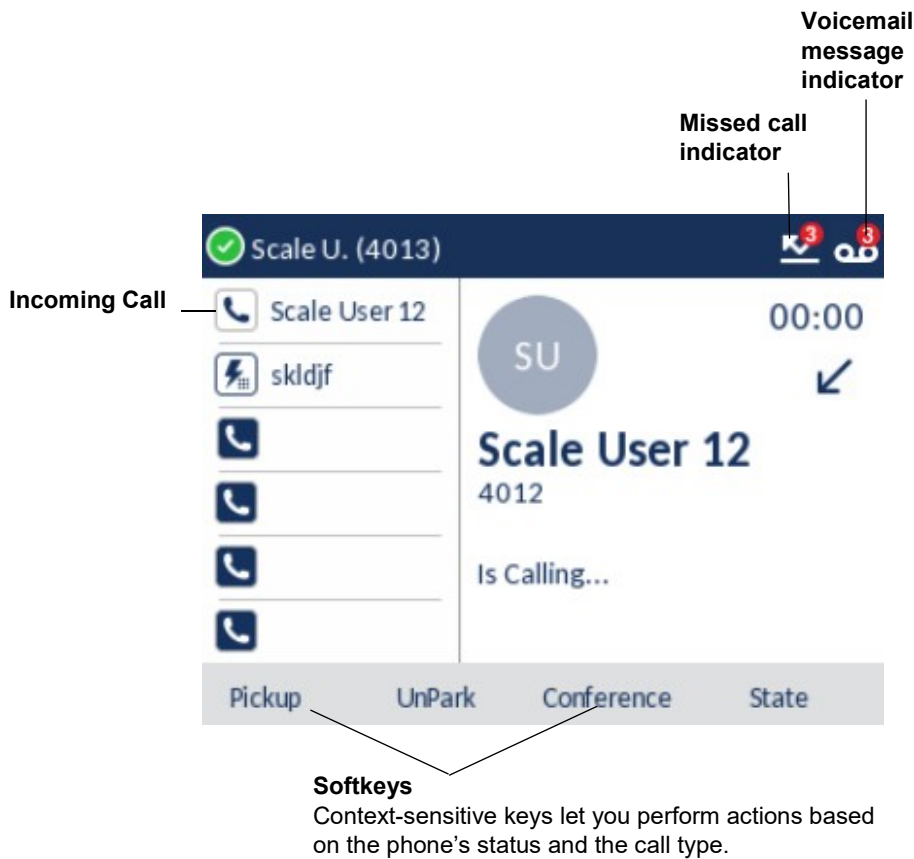 Voicemail
message
indicator
Missed call
indicator
Scale U. (4013)
3
3
Incoming Call
Scale User 12
skldjf
SU
00:00
Scale User 12
4012
Is Calling...
Pickup
UnPark
Conference
State
Softkeys
Context-sensitive keys let you perform actions based
on the phone’s status and the call type.